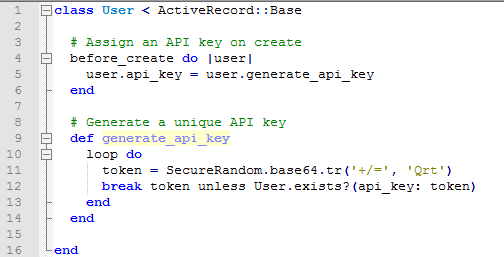 1 class User < ActiveRecord::Base
2
3   # Assign an API key on create
4   before_create do |user|
5     user.api_key = user.generate_api_key
6   end
7
8   # Generate a unique API key
9   def generate_api_key
10     loop do
11       token = SecureRandom.base64.tr('+/=', 'Qrt')
12       break token unless User.exists?(api_key: token)
13     end
14   end
15
16 end